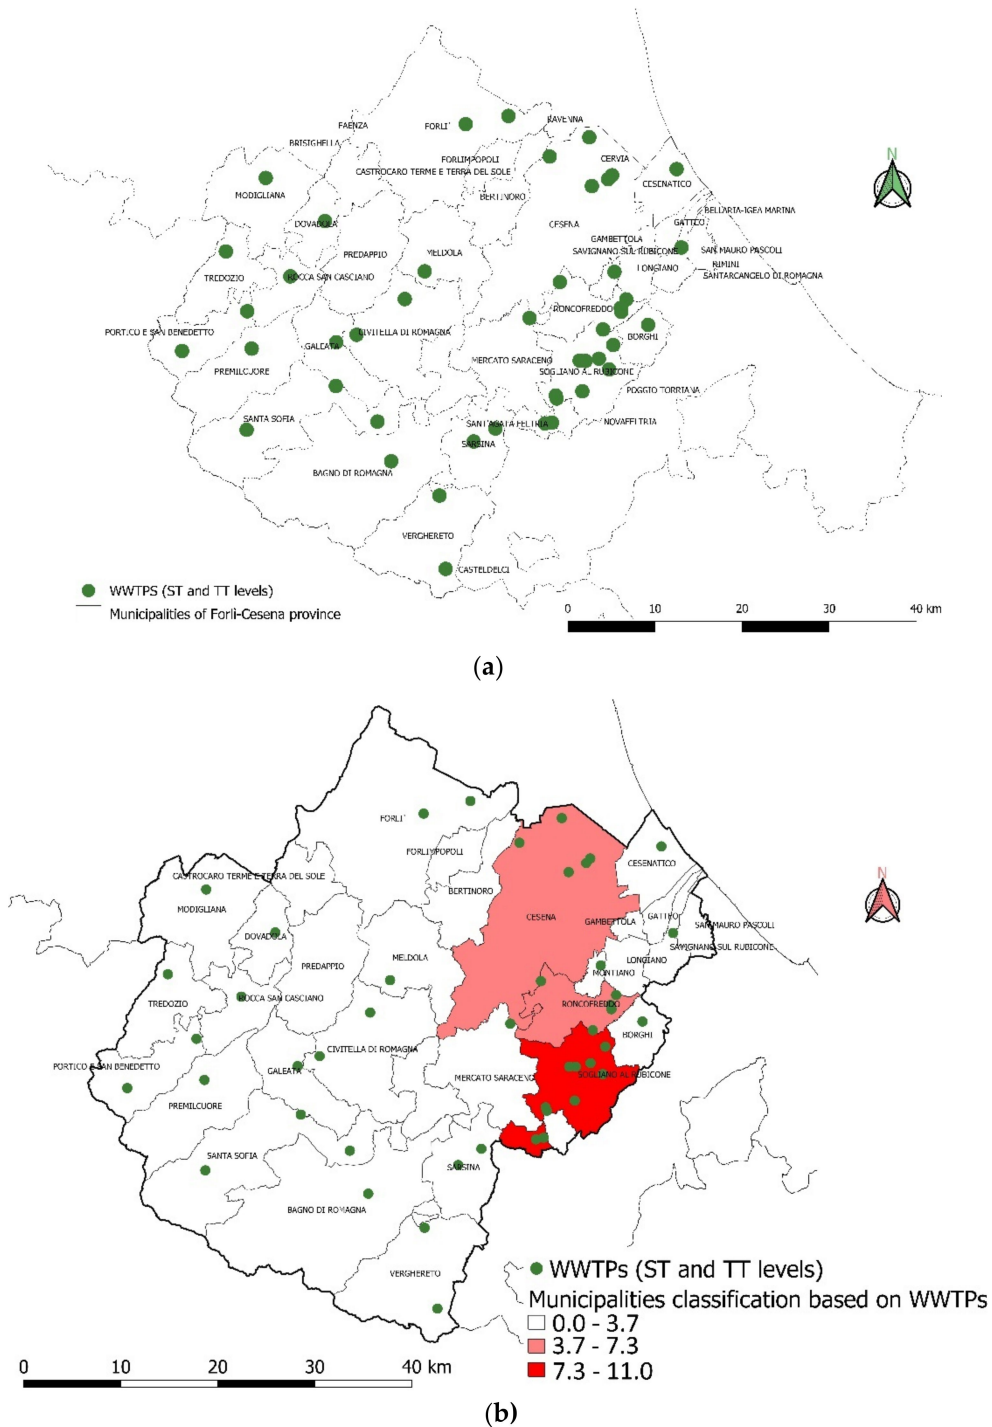 FAENZA
FORLI`
RAVENNA
BRISIGHELLA
FORLIMPOPOLI
CERVIA
CASTROCARO TERME E TERRA DEL SOLE
CESENATICO
MODIGLIANA
BERTINORO
N
BELLARIA-IGEA MARINA
DOVADOLA
CESENA
GATTEO
GAMBETTOLA
PREDAPPIO
MELDOLA
SAVIGNANO SUL RUBICONE
SAN MAURO PASCOLI
LONGIANO
RIMINI
TREDOZIO
ROCCA SAN CASCIANO
SANTARCANGELO DI ROMAGNA
RONCOFREDDO
PORTICO E SAN BENEDETTO
CIVITELLA DI ROMAGNA
BORGHI
GALEATA
MERCATO SARACENO
PREMILCUORE
SOGLIANO AL RUBICONE
POGGIO TORRIANA
SANTA SOFIA
SANT'AGATA FELTRIA
NOVAFELTRIA
SARSINA
BAGNO DI ROMAGNA
VERGHERETO
CASTELDELCI
WWTPS (ST and TT levels)
Municipalities of Forlì-Cesena province
0 10 20 30 40 km
(a)
FORLI`
FORLIMPOPOLI
CESENATICO
CASTROCARO TERME E TERRA DEL SOLE
BERTINORO
N
MODIGLIANA
CESENA
GATTEO
GAMBETTOLA
SAN MAURO PASCOLI
DOVADOLA
SAVIGNANO SUL RUBICONE
MELDOLA
LONGIANO
PREDAPPIO
MONTIANO
ROCCA SAN CASCIANO
TREDOZIO
RONCOFREDDO
BORGHI
CIVITELLA DI ROMAGNA
PORTICO E SAN BENEDETTO
GALEATA
MERCATO SARACENO
SOGLIANO AL RUBICONE
PREMILCUORE
SANTA SOFIA
SARSINA
BAGNO DI ROMAGNA
VERGHERETO
WWTPs (ST and TT levels)
Municipalities classification based on WWTPs
0.0 - 3.7
3.7 - 7.3
7.3 - 11.0
0 10 20 30 40 km
(b)